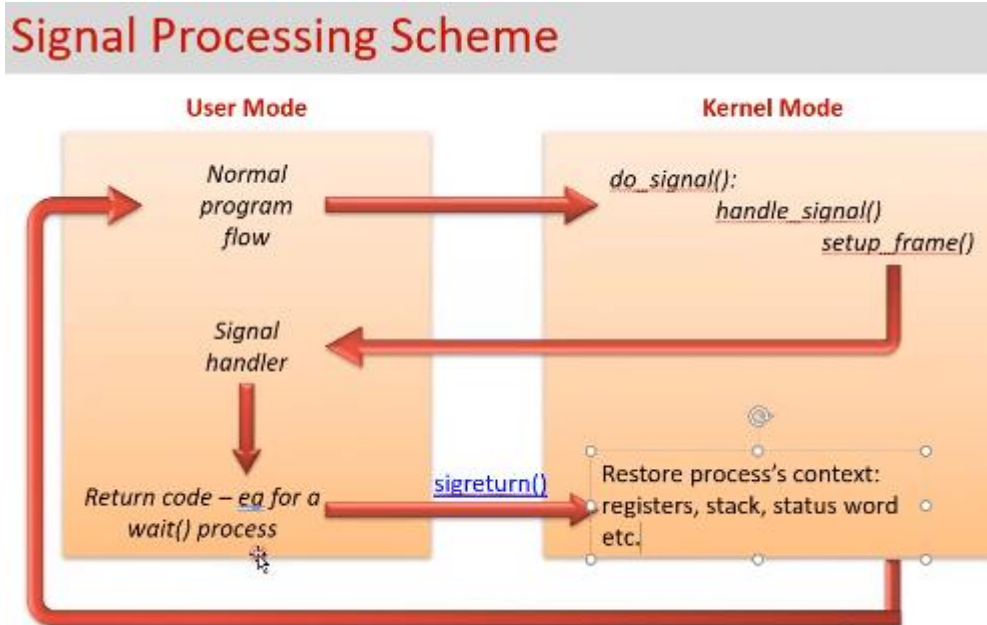 Signal Processing Scheme
User Mode
Kernel Mode
Normal
program
flow
do_signal():
handle_signal()
setup_frame()
Signal
handler
Return code – eg for a
wait() process
sigreturn()
Restore process's context:
registers, stack, status word
etc.